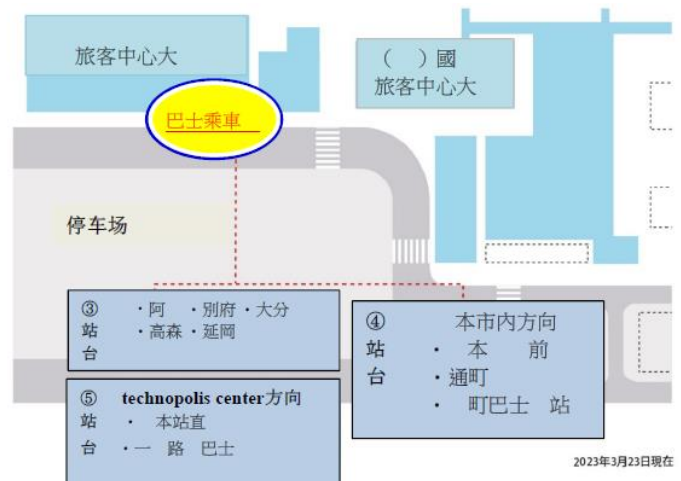 旅客中心大
（　）國
旅客中心大
巴士乘車
停车场
③ ・阿　・別府・大分
站 ・高森・延岡
台
④ 本市内方向
站 ・ 本　前
台 ・通町
・ 町巴士　站
⑤ technopolis center方向
站 ・ 本站直
台 ・一 路 巴士
2023年3月23日現在